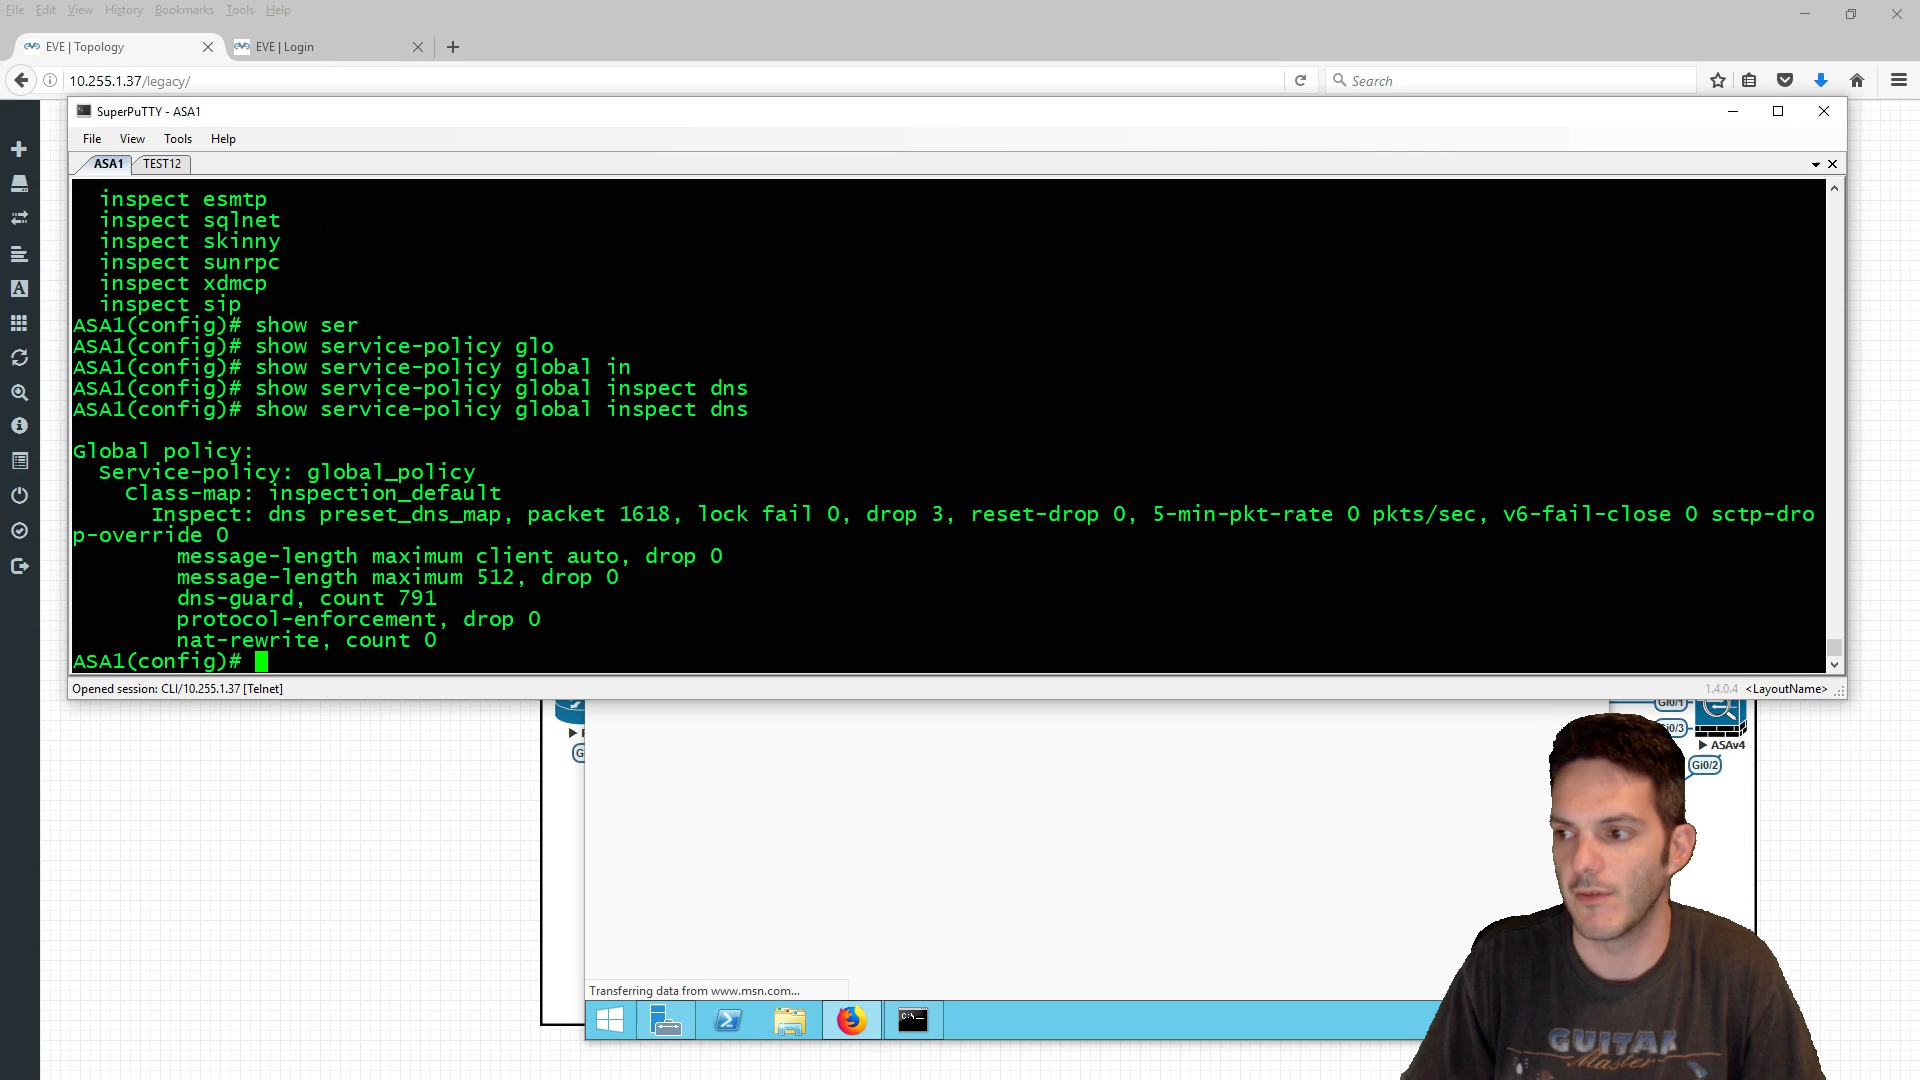 File Edit View History Bookmarks Tools Help
EVE | Topology
EVE | Login
10.255.1.37/legacy/
Search
SuperPuTTY - ASA1
File View Tools Help
ASA1 TEST12
inspect esmtp
inspect sqlnet
inspect skinny
inspect sunrpc
inspect xdmcp
inspect sip
ASA1(config)# show ser
ASA1(config)# show service-policy glo
ASA1(config)# show service-policy global in
ASA1(config)# show service-policy global inspect dns
ASA1(config)# show service-policy global inspect dns
Global policy:
Service-policy: global_policy
Class-map: inspection_default
Inspect: dns preset_dns_map, packet 1618, lock fail 0, drop 3, reset-drop 0, 5-min-pkt-rate 0 pkts/sec, v6-fail-close 0 sctp-dro
p-override 0
message-length maximum client auto, drop 0
message-length maximum 512, drop 0
dns-guard, count 791
protocol-enforcement, drop 0
nat-rewrite, count 0
ASA1(config)#
Opened session: CLI/10.255.1.37 [Telnet]
1.4.0.4 <LayoutName>
Gi0/1
Gi0/3
ASAv4
Gi0/2
Transferring data from www.msn.com...
C:\._
GUITAR
Master